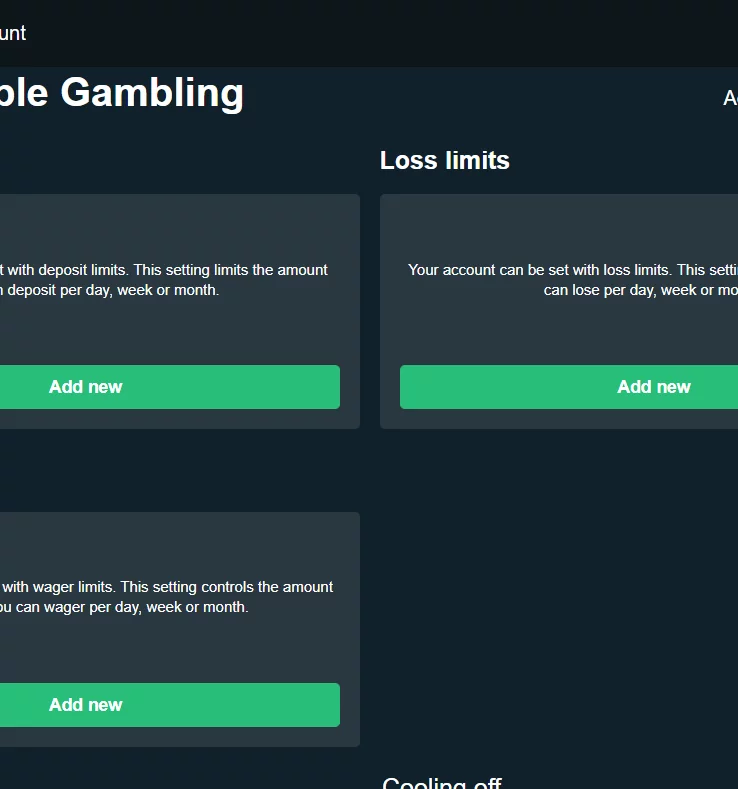 unt
ple Gambling
Ac
Loss limits
t with deposit limits. This setting limits the amount
n deposit per day, week or month.
Your account can be set with loss limits. This setti
can lose per day, week or mo
Add new
Add new
with wager limits. This setting controls the amount
ou can wager per day, week or month.
Add new
Cooling off